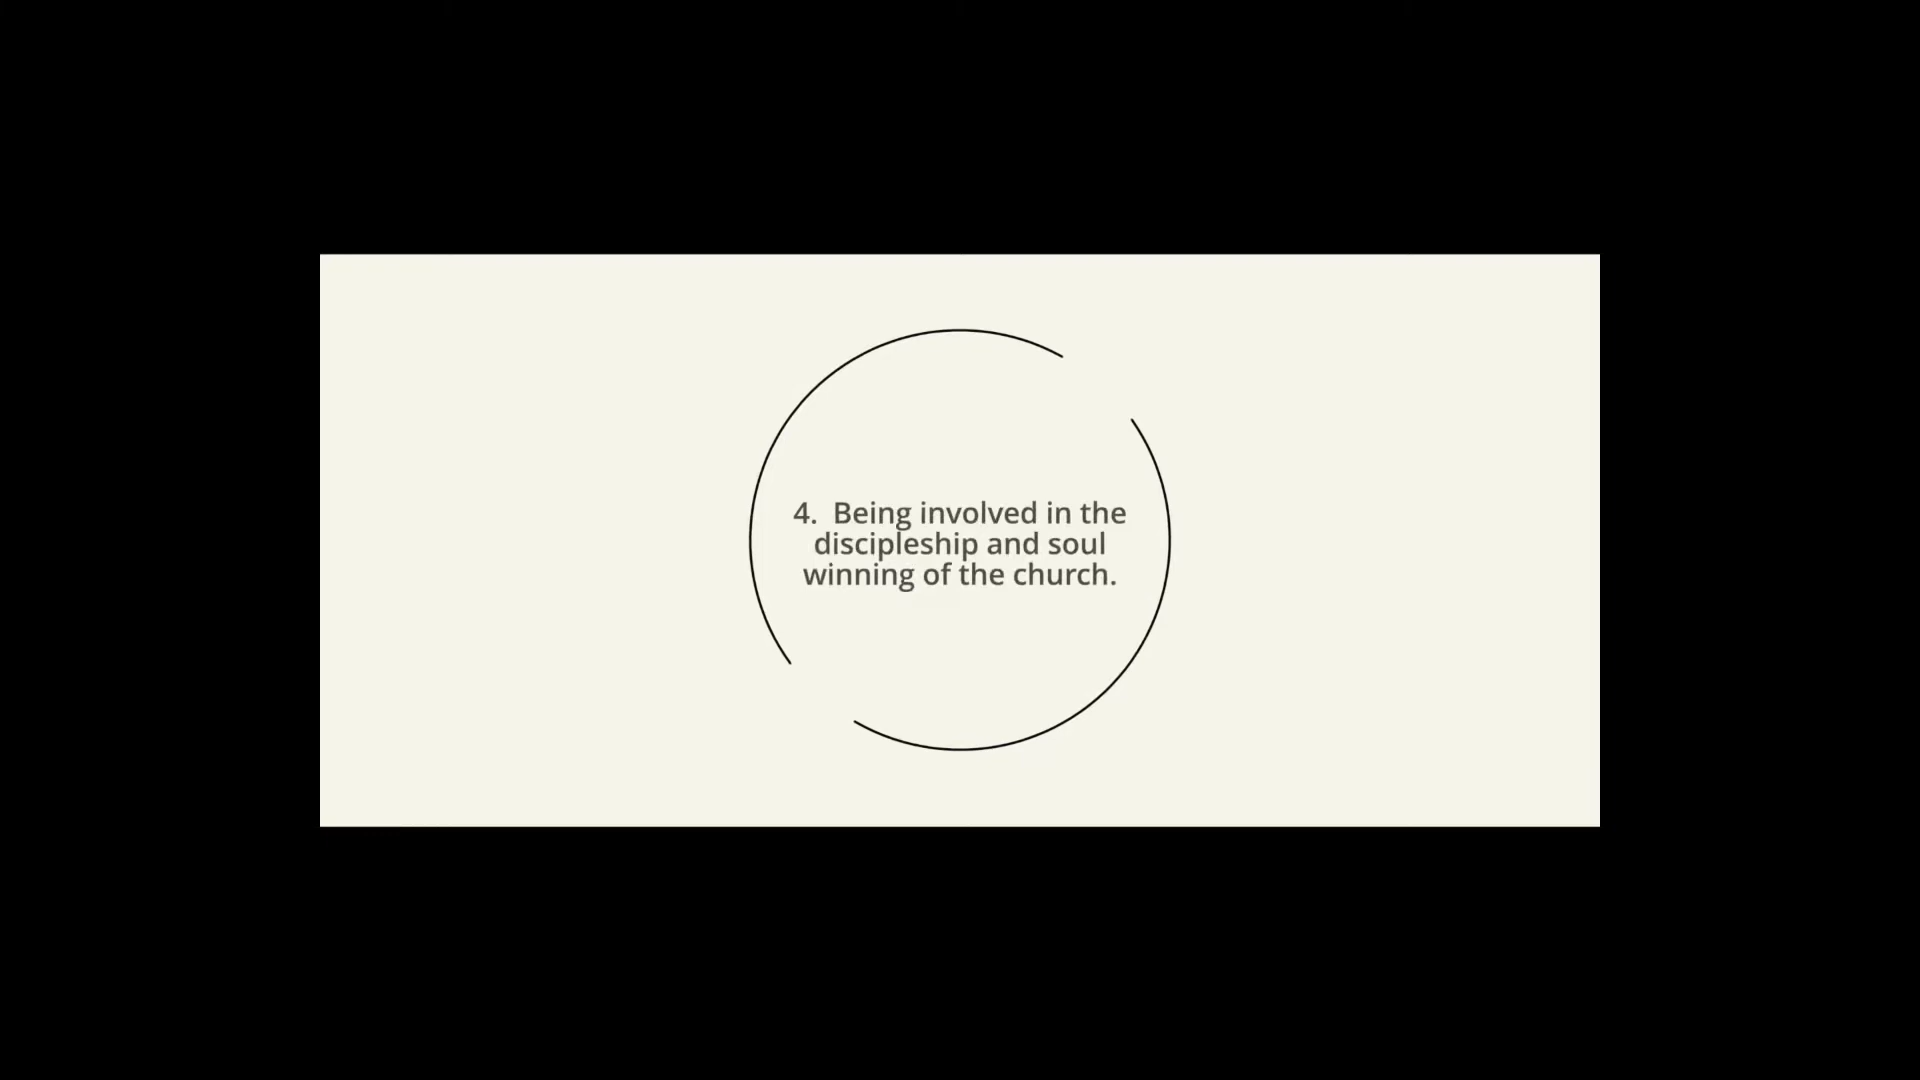 4.  Being involved in the
discipleship and soul
winning of the church.